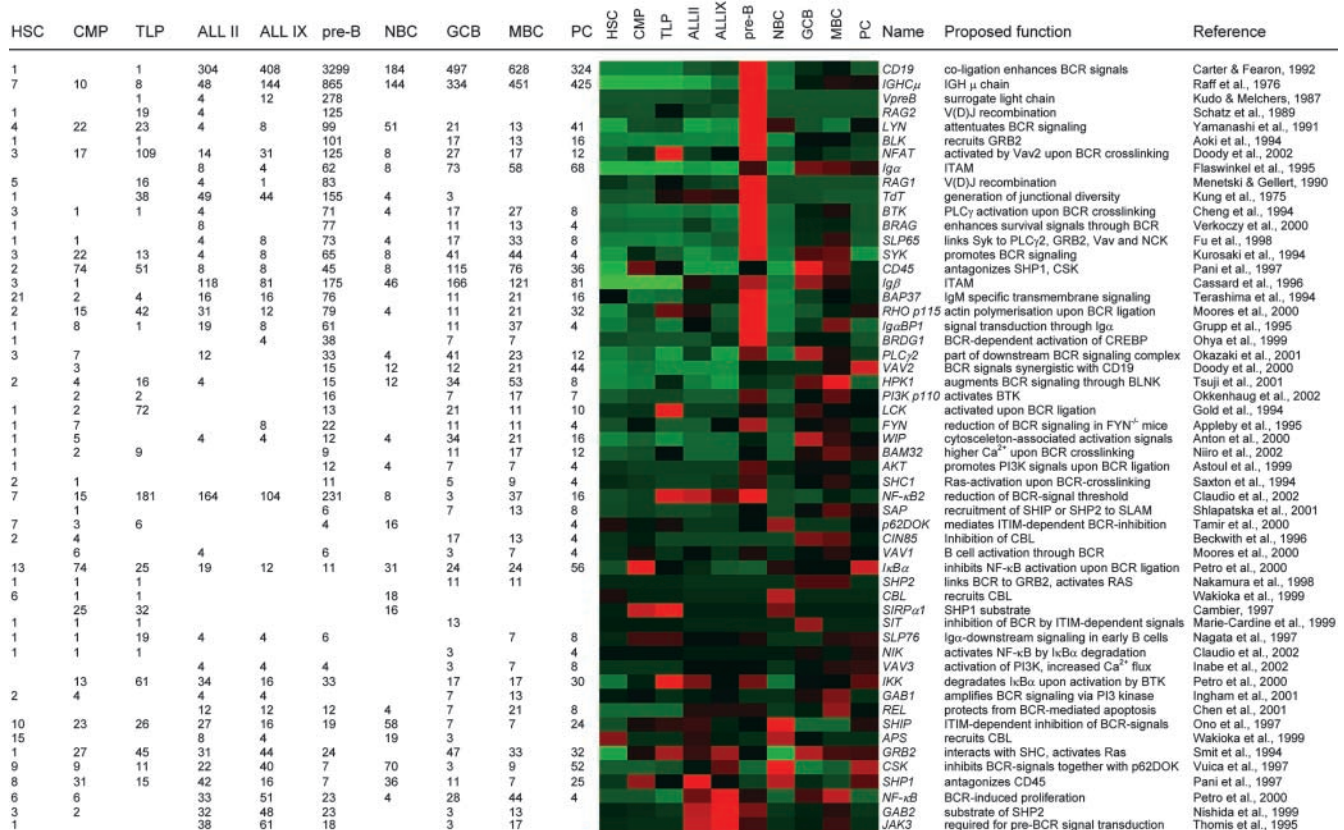 HSC CMP TLP ALL II ALL IX pre-B NBC GCB MBC PC HSC CMP TLP ALLII ALLIX pre-B NBC GCB MBC PC Name Proposed function Reference
1 1 304 408 3299 184 497 628 324 CD19 co-ligation enhances BCR signals Carter & Fearon, 1992
7 10 8 48 144 865 144 334 451 425 IGHCμ IGH μ chain Raff et al., 1976
1 4 12 278 VpreB surrogate light chain Kudo & Melchers, 1987
1 19 4 125 RAG2 V(D)J recombination Schatz et al., 1989
4 22 23 4 8 99 51 21 13 41 LYN attentuates BCR signaling Yamanashi et al., 1991
1 1 101 17 13 16 BLK recruits GRB2 Aoki et al., 1994
3 17 109 14 31 125 8 27 17 12 NFAT activated by Vav2 upon BCR crosslinking Doody et al., 2002
8 4 62 8 73 58 68 Igα ITAM Flaswinkel et al., 1995
5 16 4 1 83 RAG1 V(D)J recombination Menetski & Gellert, 1990
1 38 49 44 155 4 3 TdT generation of junctional diversity Kung et al., 1975
3 1 1 4 71 4 17 27 8 BTK PLCγ activation upon BCR crosslinking Cheng et al., 1994
1 8 77 11 13 4 BRAG enhances survival signals through BCR Verkoczy et al., 2000
1 1 4 8 73 4 17 33 8 SLP65 links Syk to PLCγ2, GRB2, Vav and NCK Fu et al., 1998
3 22 13 4 8 65 8 41 44 4 SYK promotes BCR signaling Kurosaki et al., 1994
2 74 51 8 8 45 8 115 76 36 CD45 antagonizes SHP1, CSK Pani et al., 1997
3 1 118 81 175 46 166 121 81 Igβ ITAM Cassard et al., 1996
21 2 4 16 16 76 11 21 16 BAP37 IgM specific transmembrane signaling Terashima et al., 1994
2 15 42 31 12 79 4 11 21 32 RHO p115 actin polymerisation upon BCR ligation Moores et al., 2000
1 8 1 19 8 61 11 37 4 IgαBP1 signal transduction through Igα Grupp et al., 1995
1 4 38 7 7 BRDG1 BCR-dependent activation of CREBP Ohya et al., 1999
3 7 12 33 4 41 23 12 PLCγ2 part of downstream BCR signaling complex Okazaki et al., 2001
3 15 12 12 21 44 VAV2 BCR signals synergistic with CD19 Doody et al., 2000
2 4 16 4 15 12 34 53 8 HPK1 augments BCR signaling through BLNK Tsuji et al., 2001
2 2 16 7 17 7 PI3K p110 activates BTK Okkenhaug et al., 2002
1 2 72 13 21 11 10 LCK activated upon BCR ligation Gold et al., 1994
1 7 8 22 11 11 4 FYN reduction of BCR signaling in FYN-/- mice Appleby et al., 1995
1 5 4 4 12 4 34 21 16 WIP cytosceleton-associated activation signals Anton et al., 2000
1 2 9 9 11 17 12 BAM32 higher Ca2+ upon BCR crosslinking Niiro et al., 2002
1 12 4 7 7 4 AKT promotes PI3K signals upon BCR ligation Astoul et al., 1999
2 1 11 5 9 4 SHC1 Ras-activation upon BCR-crosslinking Saxton et al., 1994
7 15 181 164 104 231 8 3 37 16 NF-κB2 reduction of BCR-signal threshold Claudio et al., 2002
1 6 7 8 4 SAP recruitment of SHIP or SHP2 to SLAM Shlapatska et al., 2001
7 3 6 4 16 4 p62DOK mediates ITIM-dependent BCR-inhibition Tamir et al., 2000
2 4 17 13 4 CIN85 Inhibition of CBL Beckwith et al., 1996
6 4 6 3 7 4 VAV1 B cell activation through BCR Moores et al., 2000
13 74 25 19 12 11 31 24 24 56 IκBα inhibits NF-κB activation upon BCR ligation Petro et al., 2000
1 1 1 11 11 SHP2 links BCR to GRB2, activates RAS Nakamura et al., 1998
6 1 1 18 CBL recruits CBL Wakioka et al., 1999
25 32 16 SIRPα1 SHP1 substrate Cambier, 1997
1 1 1 13 SIT inhibition of BCR by ITIM-dependent signals Marie-Cardine et al., 1999
1 1 19 4 4 6 7 8 SLP76 Igα-downstream signaling in early B cells Nagata et al., 1997
1 1 1 3 4 NIK activates NF-κB by IκBα degradation Claudio et al., 2002
4 4 4 3 7 8 VAV3 activation of PI3K, increased Ca2+ flux Inabe et al., 2002
13 61 34 16 33 17 17 30 IKK degradates IκBα upon activation by BTK Petro et al., 2000
2 4 4 4 7 13 GAB1 amplifies BCR signaling via PI3 kinase Ingham et al., 2001
12 12 12 4 7 21 8 REL protects from BCR-mediated apoptosis Chen et al., 2001
10 23 26 27 16 19 58 7 7 24 SHIP ITIM-dependent inhibition of BCR-signals Ono et al., 1997
15 8 4 19 3 APS recruits CBL Wakioka et al., 1999
1 27 45 31 44 24 4 47 33 32 GRB2 interacts with SHC, activates Ras Smit et al., 1994
9 9 11 22 40 7 70 3 9 52 CSK inhibits BCR-signals together with p62DOK Vuica et al., 1997
8 31 15 42 16 7 36 11 7 25 SHP1 antagonizes CD45 Pani et al., 1997
6 6 33 51 23 4 28 44 4 NF-κB BCR-induced proliferation Petro et al., 2000
3 2 32 48 23 3 13 GAB2 substrate of SHP2 Nishida et al., 1999
1 38 61 18 3 17 JAK3 required for pre-BCR signal transduction Thomis et al., 1995